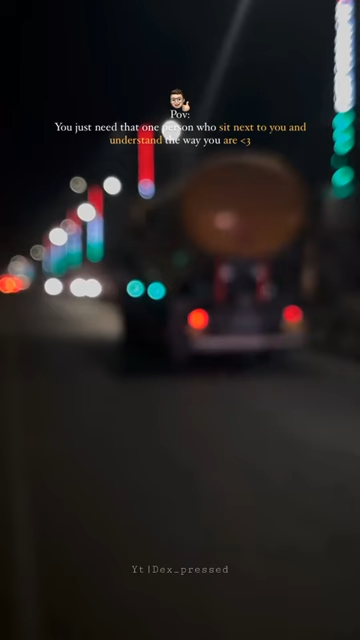 Pov:
You just need that one person who sit next to you and
understand the way you are <3
Yt|Dex_pressed